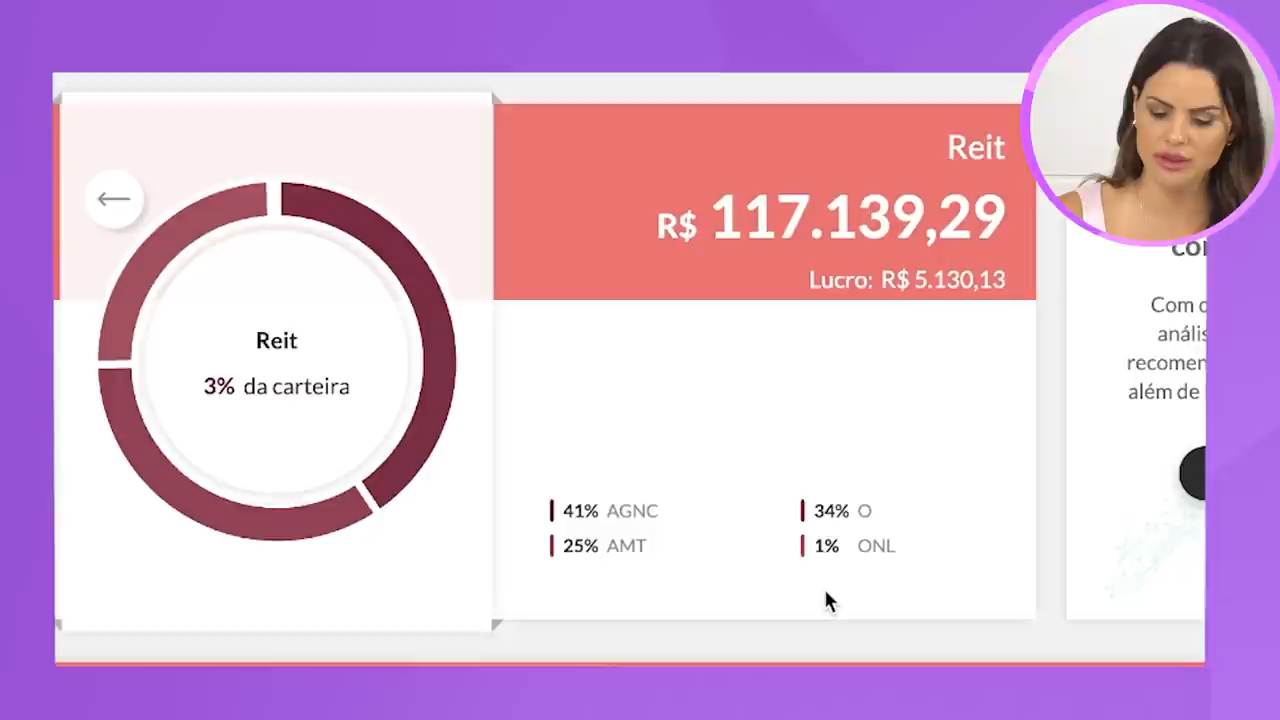 Reit
3% da carteira
Reit
R$ 117.139,29
Lucro: R$ 5.130,13
41% AGNC
34% O
25% AMT
1% ONL
Com
anális
recomen
além de